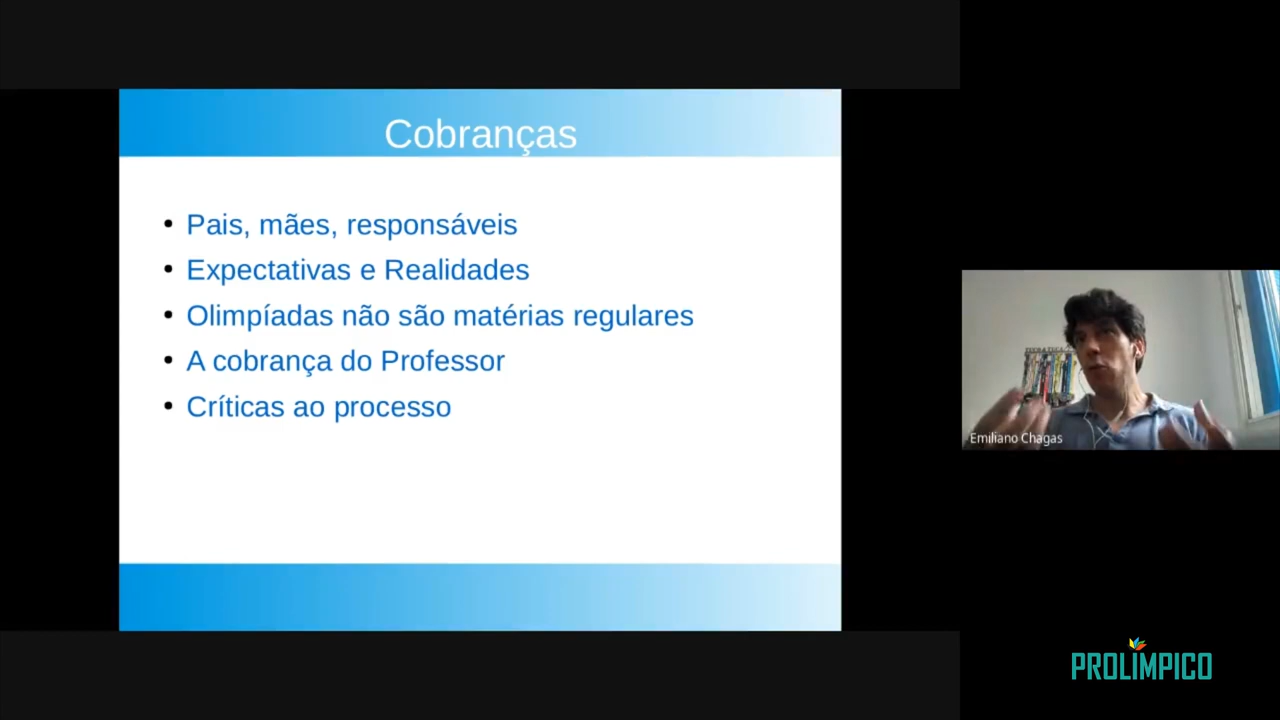 Cobranças
Pais, mães, responsáveis
Expectativas e Realidades
Olimpíadas não são matérias regulares
A cobrança do Professor
Críticas ao processo
Emiliano Chagas
PROLÍMPICO